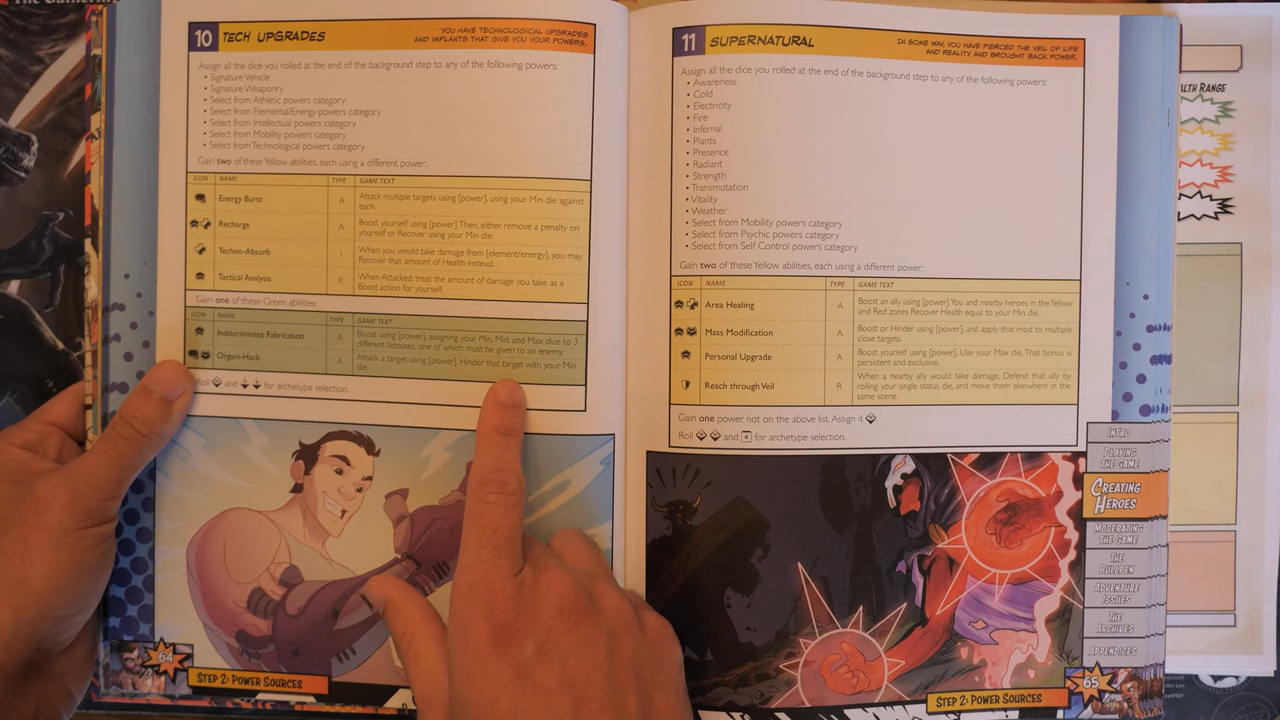 The Gathering
10 TECH UPGRADES
YOU HAVE TECHNOLOGICAL UPGRADES
AND IMPLANTS THAT GIVE YOU YOUR POWERS.
Assign all the dice you rolled at the end of the background step to any of the following powers:
• Signature Vehicle
• Signature Weaponry
• Select from Athletic powers category
• Select from Elemental/Energy powers category
• Select from Intellectual powers category
• Select from Mobility powers category
• Select from Technological powers category
Gain two of these Yellow abilities, each using a different power:
ICON NAME TYPE GAME TEXT
Energy Burst A Attack multiple targets using [power], using your Min die against
each.
Recharge A Boost yourself using [power]. Then, either remove a penalty on
yourself or Recover using your Min die.
Techno-Absorb I When you would take damage from [element/energy], you may
Recover that amount of Health instead.
Tactical Analysis R When Attacked, treat the amount of damage you take as a
Boost action for yourself.
Gain one of these Green abilities:
ICON NAME TYPE GAME TEXT
Indiscriminate Fabrication A Boost using [power], assigning your Min, Mid, and Max dice to 3
different bonuses, one of which must be given to an enemy.
Organi-Hack A Attack a target using [power]. Hinder that target with your Min
die.
Roll and for archetype selection.
64
STEP 2: POWER SOURCES
11 SUPERNATURAL
IN SOME WAY, YOU HAVE PIERCED THE VEIL OF LIFE
AND REALITY AND BROUGHT BACK POWER.
Assign all the dice you rolled at the end of the background step to any of the following powers:
• Awareness
• Cold
• Electricity
• Fire
• Infernal
• Plants
• Presence
• Radiant
• Strength
• Transmutation
• Vitality
• Weather
• Select from Mobility powers category
• Select from Psychic powers category
• Select from Self Control powers category
Gain two of these Yellow abilities, each using a different power:
ICON NAME TYPE GAME TEXT
Area Healing A Boost an ally using [power]. You and nearby heroes in the Yellow
and Red zones Recover Health equal to your Min die.
Mass Modification A Boost or Hinder using [power], and apply that mod to multiple
close targets.
Personal Upgrade A Boost yourself using [power]. Use your Max die. That bonus is
persistent and exclusive.
Reach through Veil R When a nearby ally would take damage, Defend that ally by
rolling your single status die, and move them elsewhere in the
same scene.
Gain one power not on the above list. Assign it
Roll and for archetype selection.
STEP 2: POWER SOURCES
65
INTRO
PLAYING
THE GAME
CREATING
HEROES
MODERATING
THE GAME
THE
BULLPEN
ADVENTURE
ISSUES
THE
ARCHIVES
APPENDICES
ALTH RANGE